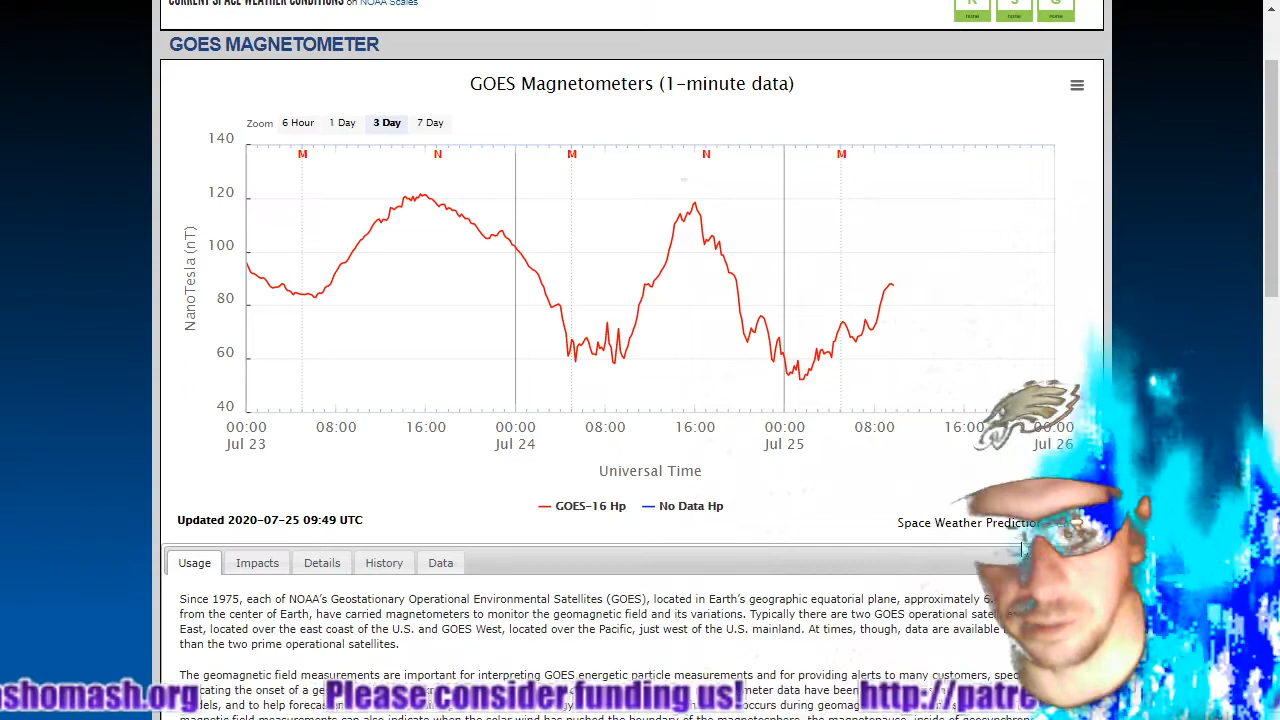 CURRENT SPACE WEATHER CONDITIONS on NOAA Scales
R S G
none none none
GOES MAGNETOMETER
GOES Magnetometers (1-minute data)
Zoom 6 Hour 1 Day 3 Day 7 Day
140
M N M N M
120
100
80
60
40
NanoTesla (nT)
00:00 08:00 16:00 00:00 08:00 16:00 00:00 08:00 16:00 00:00
Jul 23 Jul 24 Jul 25 Jul 26
Universal Time
GOES-16 Hp No Data Hp
Updated 2020-07-25 09:49 UTC
Space Weather Prediction
Usage Impacts Details History Data
Since 1975, each of NOAA's Geostationary Operational Environmental Satellites (GOES), located in Earth's geographic equatorial plane, approximately
from the center of Earth, have carried magnetometers to monitor the geomagnetic field and its variations. Typically there are two GOES operational
East, located over the east coast of the U.S. and GOES West, located over the Pacific, just west of the U.S. mainland. At times, though, data are available
than the two prime operational satellites.
The geomagnetic field measurements are important for interpreting GOES energetic particle measurements and for providing alerts to many customers,
ashomash.org Please consider funding us! http://patre